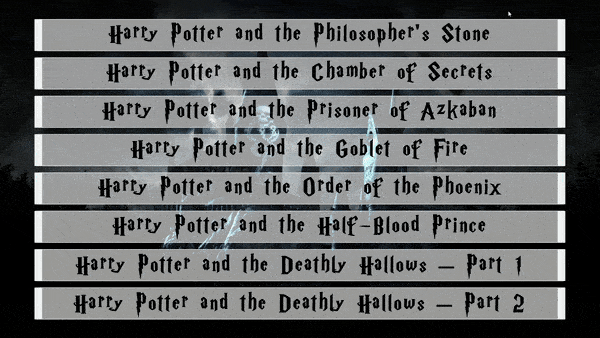 Harry Potter and the Philosopher's Stone
Harry Potter and the Chamber of Secrets
Harry Potter and the Prisoner of Azkaban
Harry Potter and the Goblet of Fire
Harry Potter and the Order of the Phoenix
Harry Potter and the Half-Blood Prince
Harry Potter and the Deathly Hallows – Part 1
Harry Potter and the Deathly Hallows – Part 2